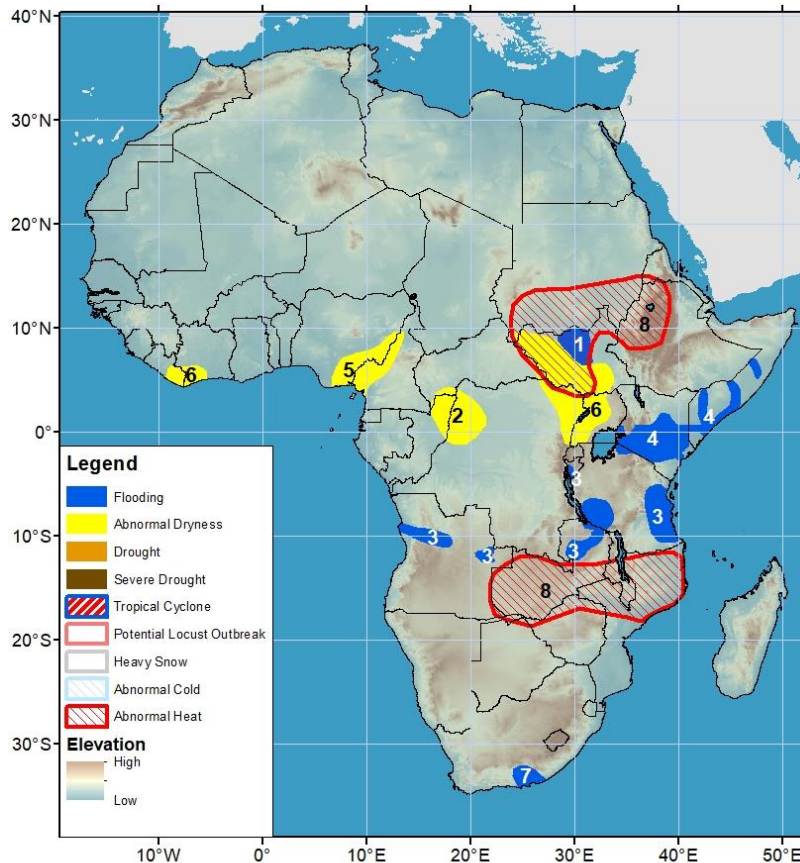 40°N
30°N
20°N
10°N
0°
10°S
20°S
30°S
8
1
5
6
2
6
4
4
3
3
3
3
3
8
7
Legend
Flooding
Abnormal Dryness
Drought
Severe Drought
Tropical Cyclone
Potential Locust Outbreak
Heavy Snow
Abnormal Cold
Abnormal Heat
Elevation
High
Low
10°W 0° 10°E 20°E 30°E 40°E 50°E